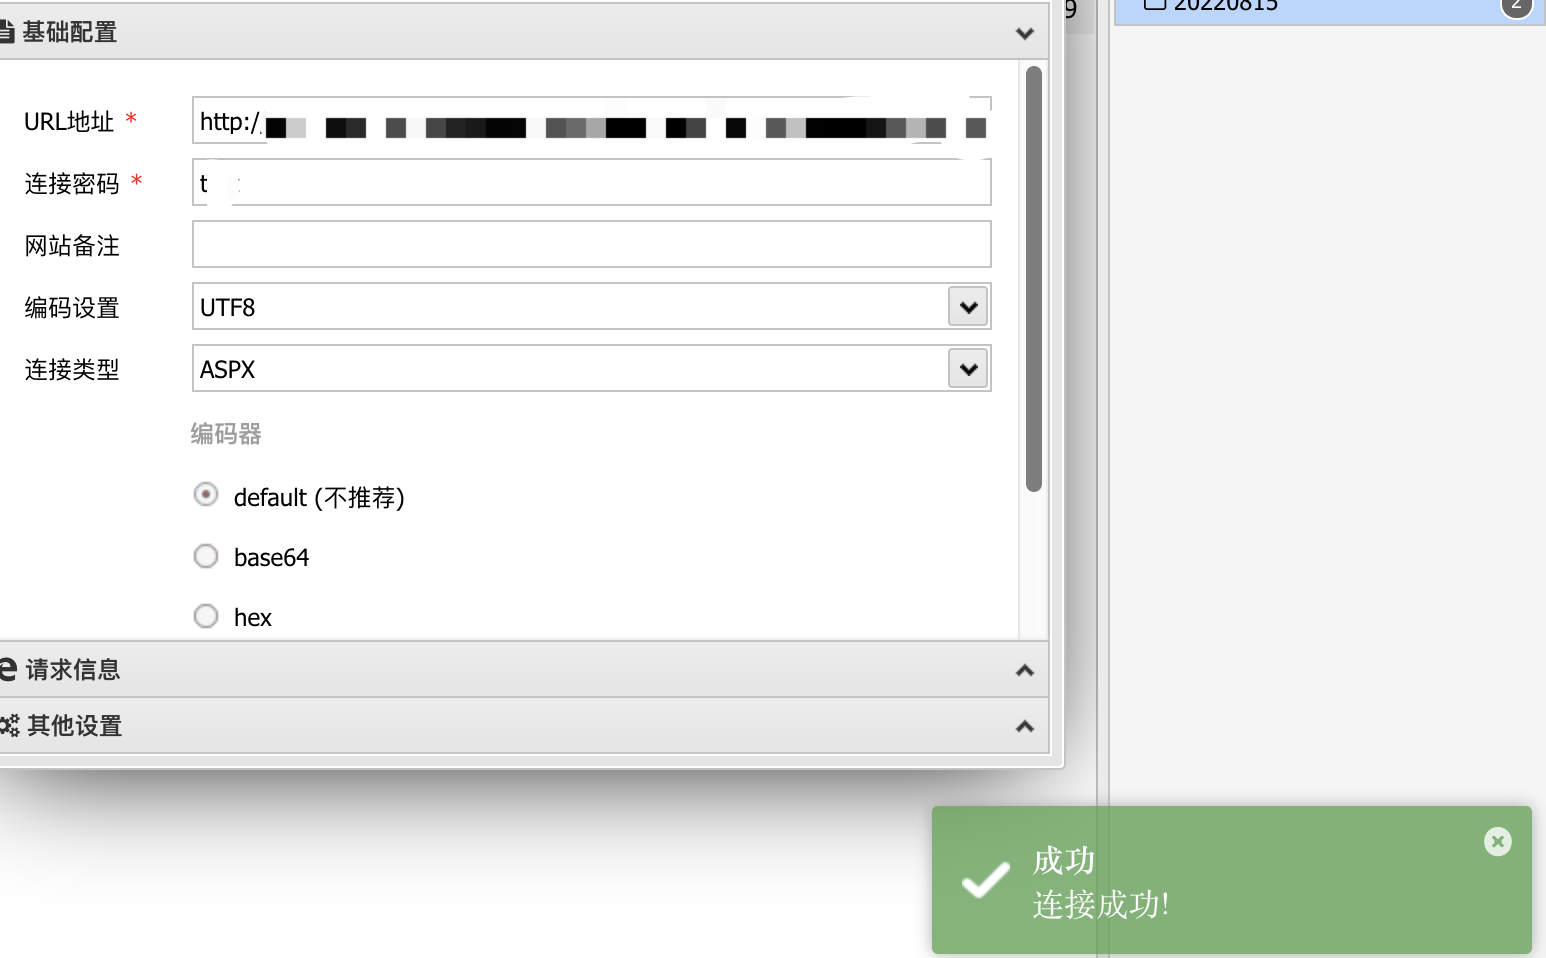 9
20220815
2
基础配置
URL地址 *
http:/
连接密码 *
t
网站备注
编码设置
UTF8
连接类型
ASPX
编码器
default (不推荐)
base64
hex
请求信息
其他设置
成功
连接成功!